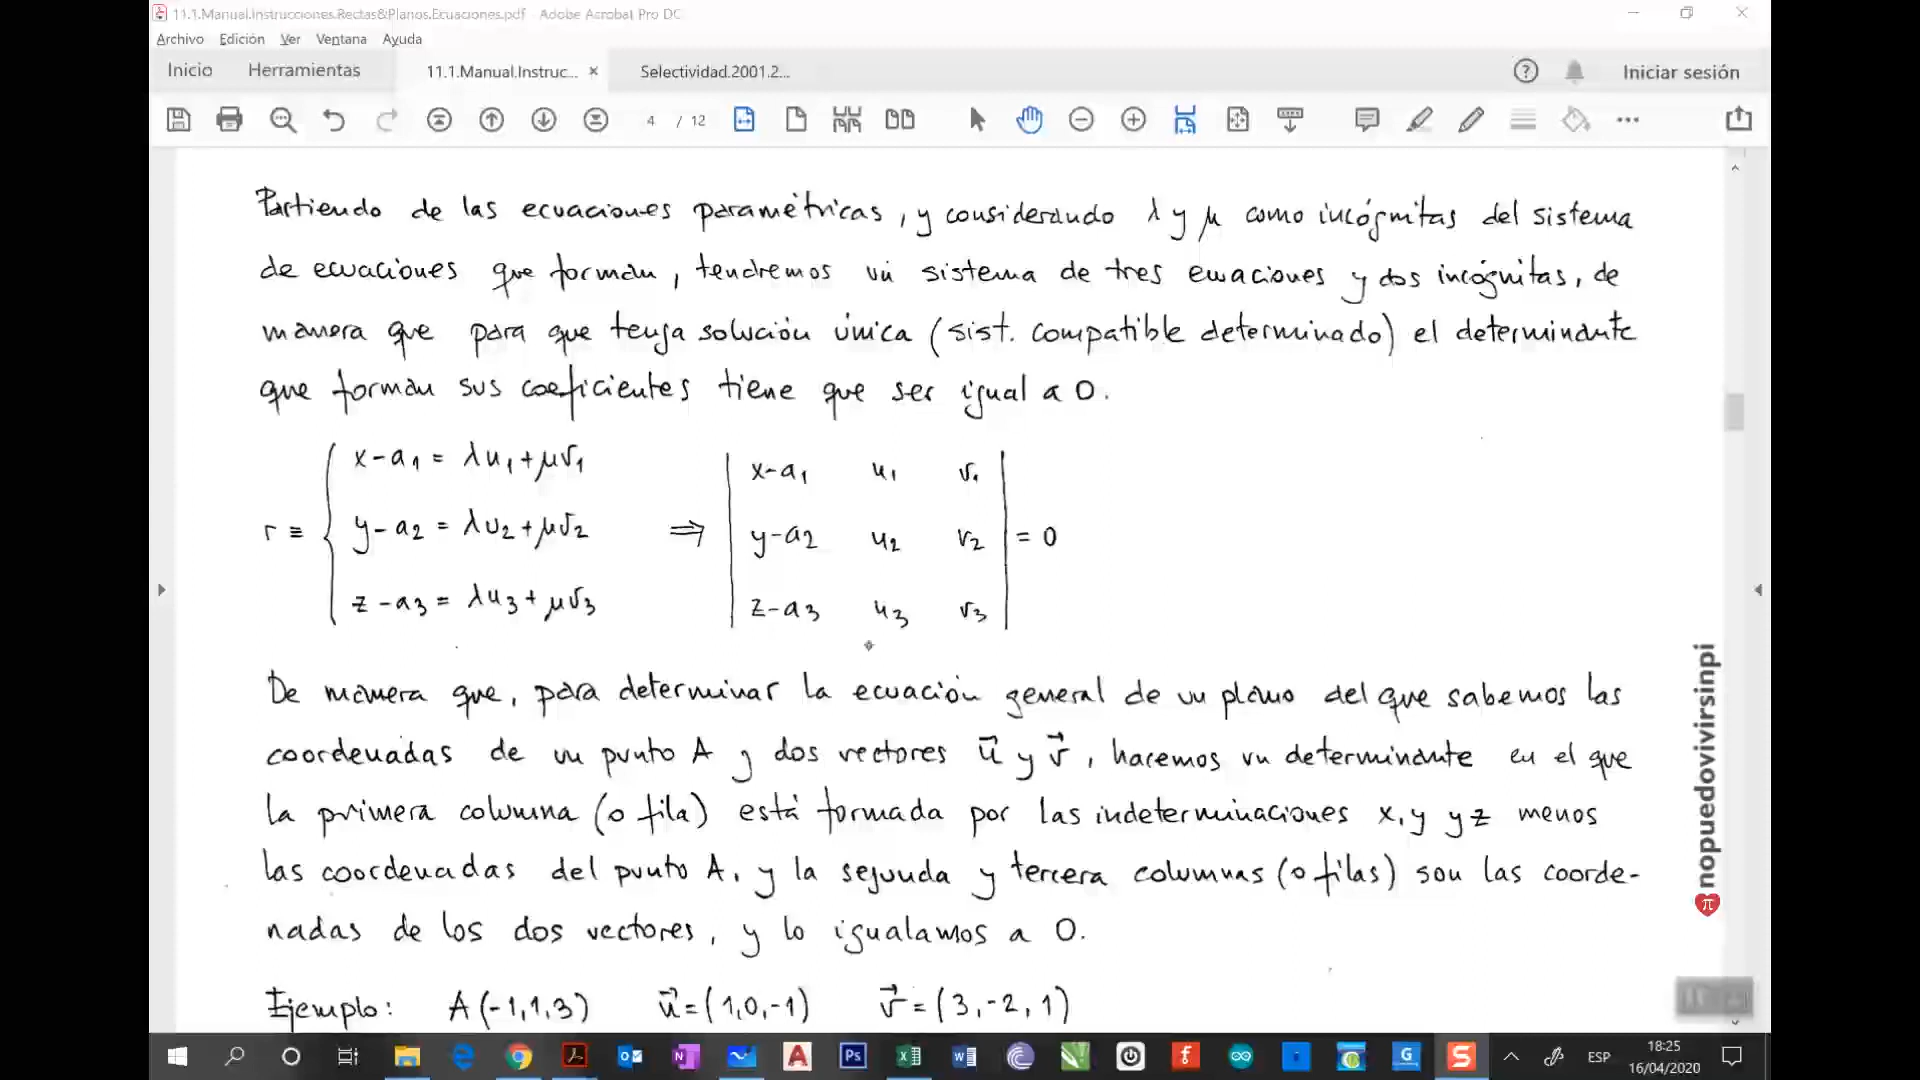 11.1.Manual.Instrucciones.Rectas&Planos.Ecuaciones.pdf - Adobe Acrobat Pro DC
Archivo Edición Ver Ventana Ayuda
Inicio Herramientas 11.1.Manual.Instruc... × Selectividad.2001.2... Iniciar sesión
4 / 12
Partiendo de las ecuaciones paramétricas, y considerando λ y μ como incógnitas del sistema
de ecuaciones que forman, tendremos un sistema de tres ecuaciones y dos incógnitas, de
manera que para que tenga solución única (sist. compatible determinado) el determinante
que forman sus coeficientes tiene que ser igual a 0.
x-a₁ = λu₁+μv₁ x-a₁ u₁ v₁
r ≡ y-a₂ = λu₂+μv₂ ⇒ y-a₂ u₂ v₂ = 0
z-a₃ = λu₃+μv₃ z-a₃ u₃ v₃
De manera que, para determinar la ecuación general de un plano del que sabemos las
coordenadas de un punto A y dos vectores u⃗ y v⃗, hacemos un determinante en el que
la primera columna (o fila) está formada por las indeterminaciones x, y y z menos
las coordenadas del punto A, y la segunda y tercera columnas (o filas) son las coorde-
nadas de los dos vectores, y lo igualamos a 0.
Ejemplo: A(-1,1,3) u⃗=(1,0,-1) v⃗=(3,-2,1)
nopuedovivirsinpi
π
ESP
18:25
16/04/2020